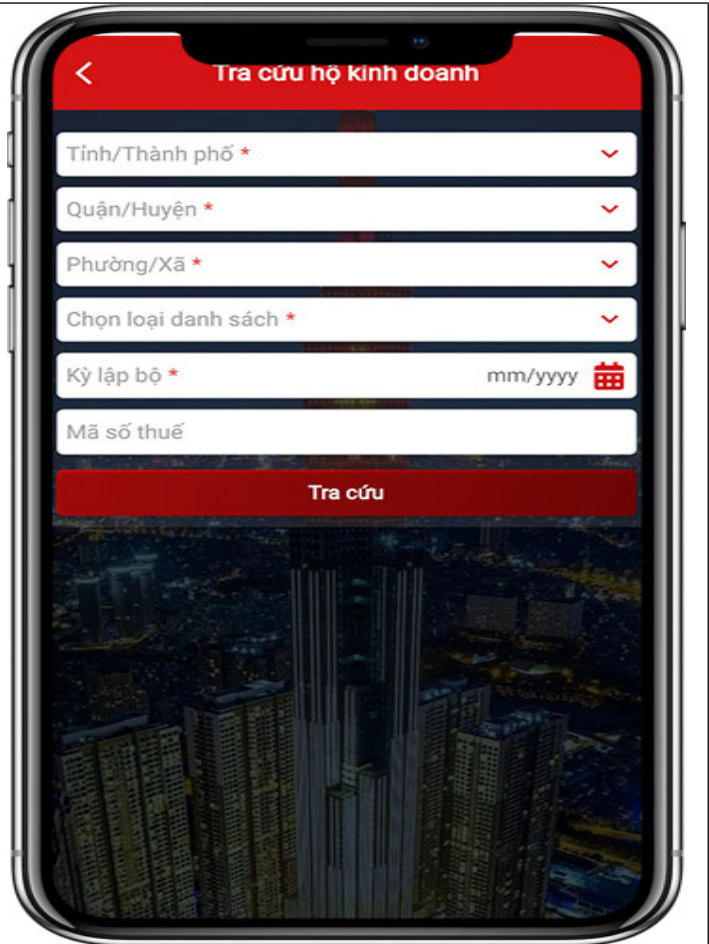 Tra cứu hộ kinh doanh
Tỉnh/Thành phố *
Quận/Huyện *
Phường/Xã *
Chọn loại danh sách *
Kỳ lập bộ * mm/yyyy
Mã số thuế
Tra cứu